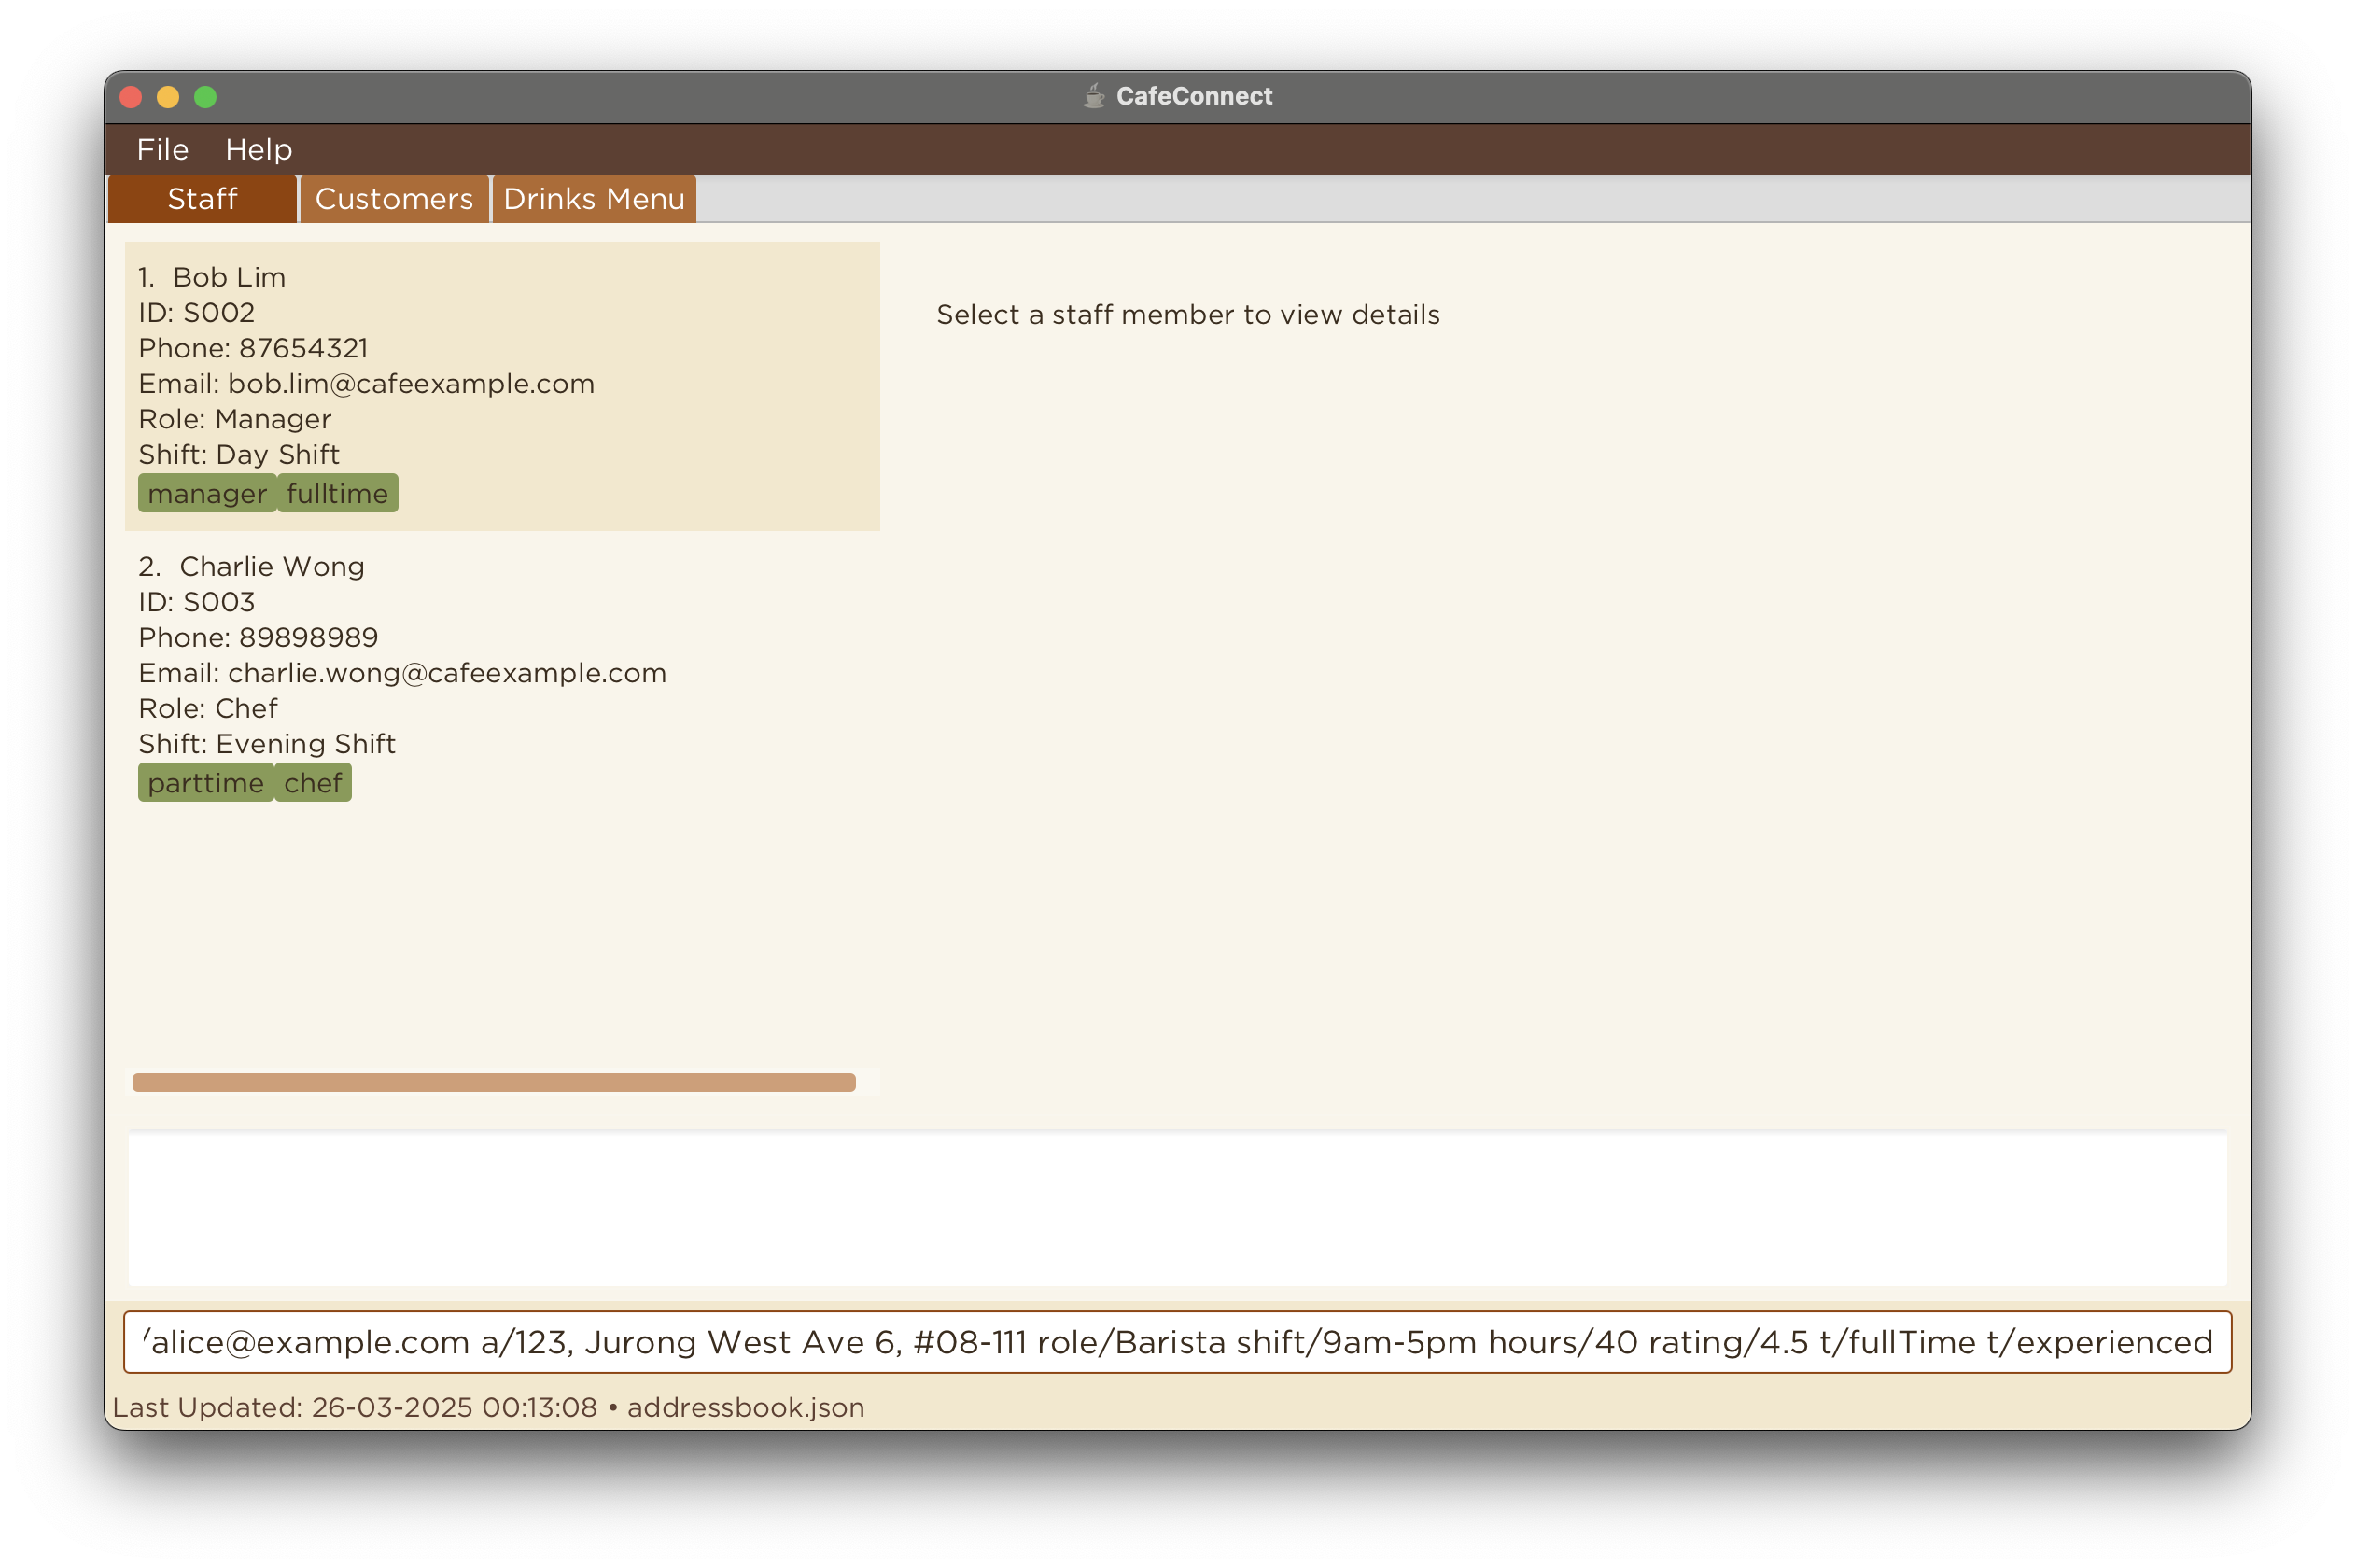 CafeConnect
File Help
Staff Customers Drinks Menu
1. Bob Lim
ID: S002
Phone: 87654321
Email: bob.lim@cafeexample.com
Role: Manager
Shift: Day Shift
manager fulltime
2. Charlie Wong
ID: S003
Phone: 89898989
Email: charlie.wong@cafeexample.com
Role: Chef
Shift: Evening Shift
parttime chef
Select a staff member to view details
/alice@example.com a/123, Jurong West Ave 6, #08-111 role/Barista shift/9am-5pm hours/40 rating/4.5 t/fullTime t/experienced
Last Updated: 26-03-2025 00:13:08 • addressbook.json